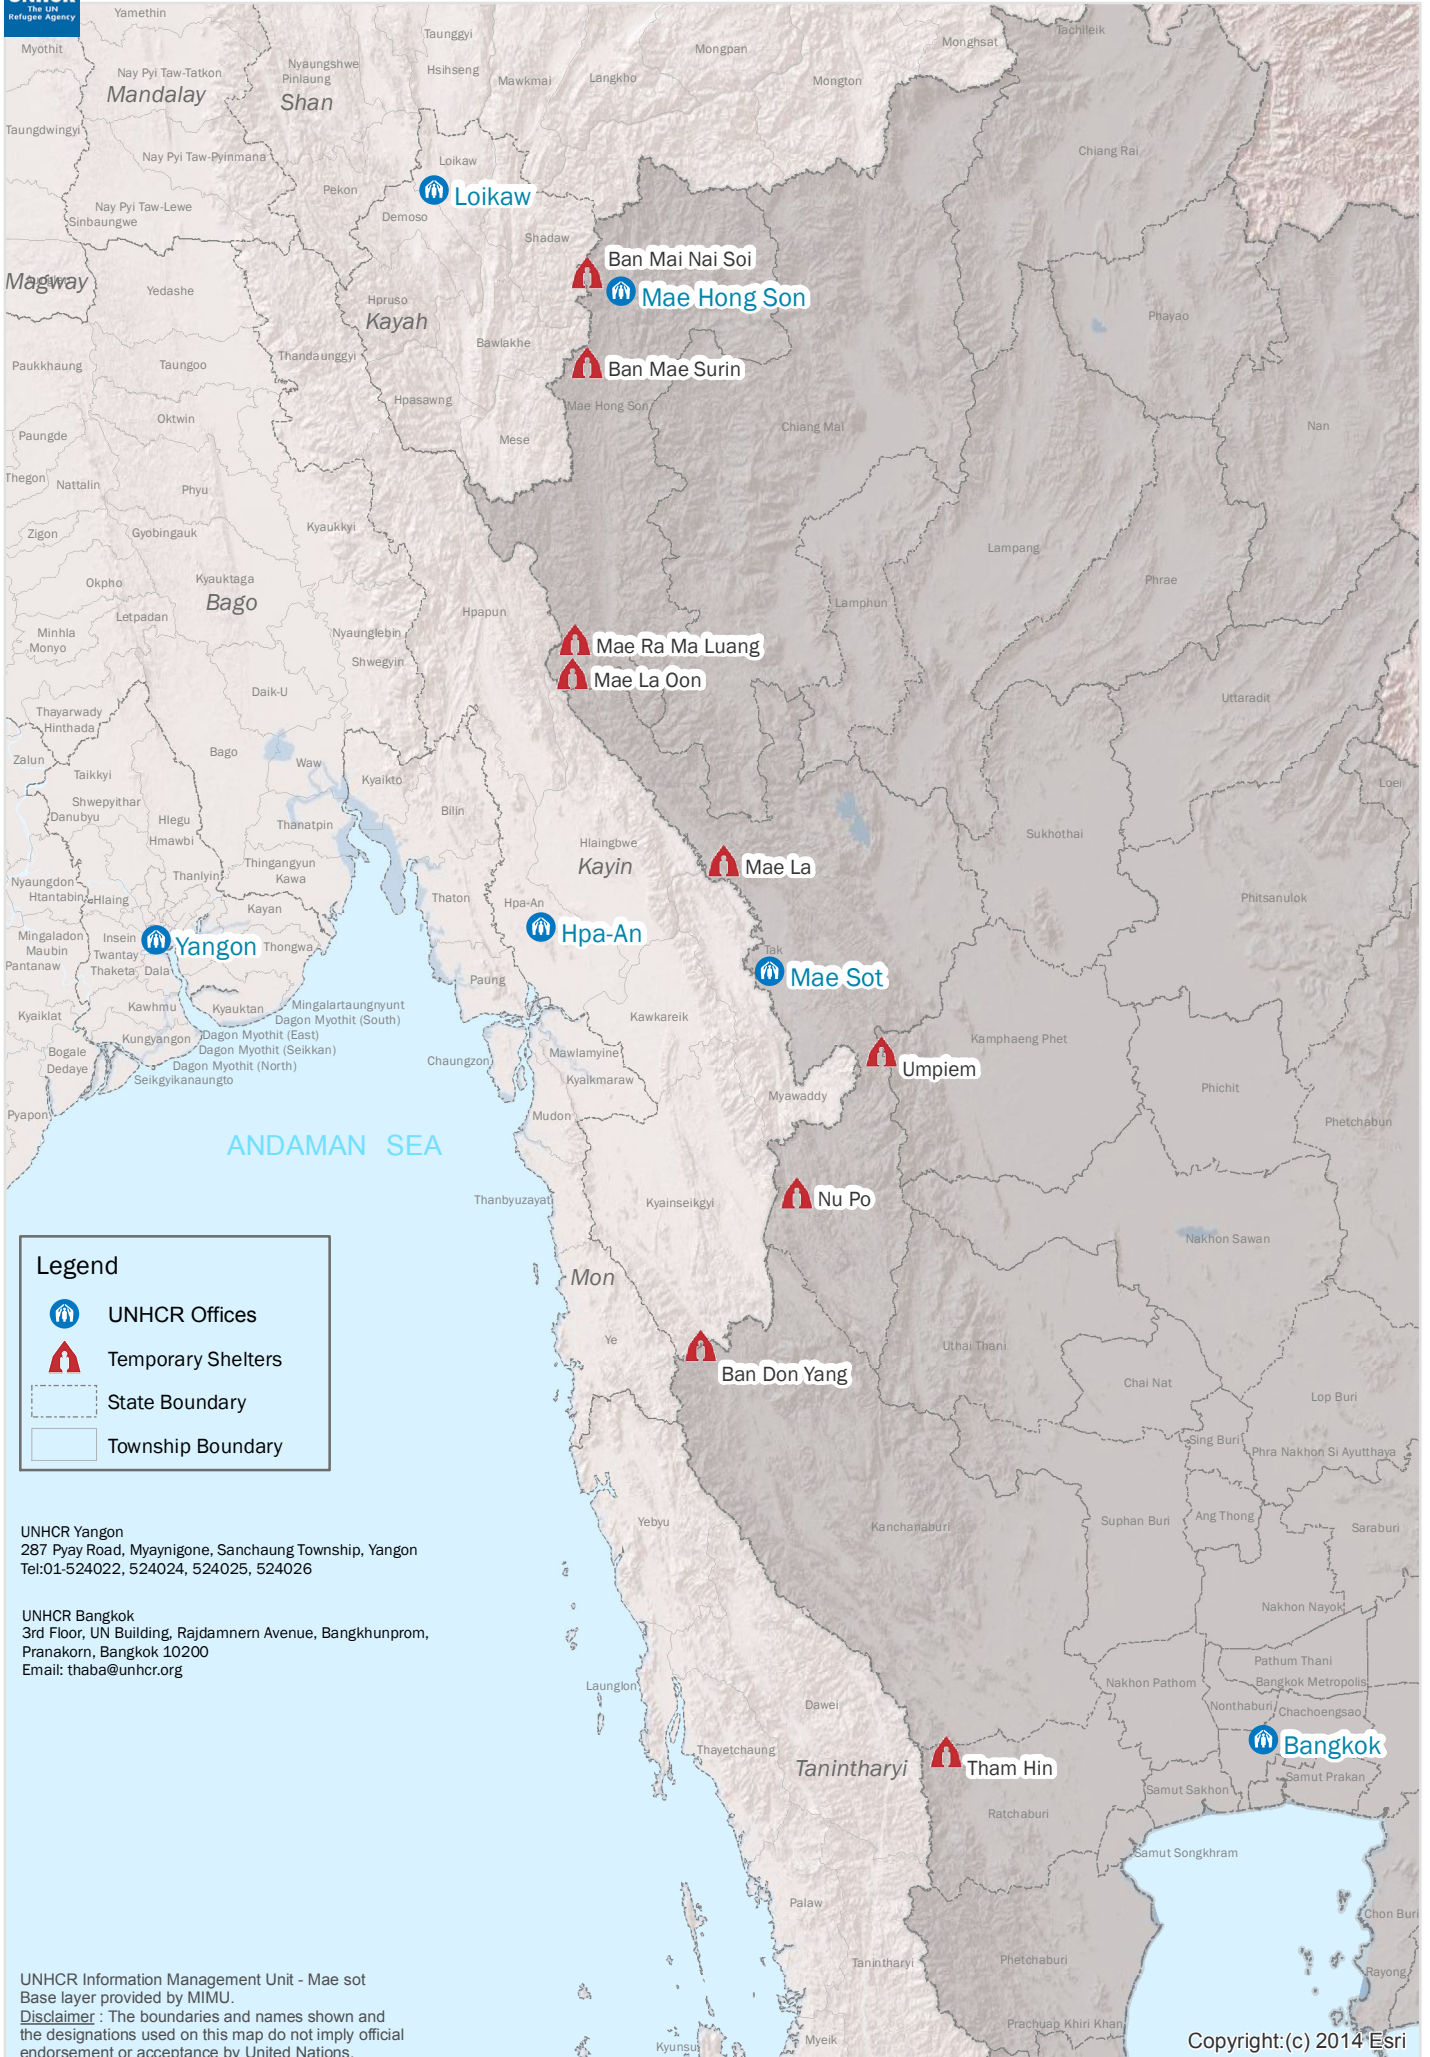 UNHCR
The UN
Refugee Agency
Yamethin
Taunggyi
Tachileik
Myothit
Nyaungshwe
Mongpan
Monghsat
Nay Pyi Taw-Tatkon
Pinlaung
Hsihseng
Mawkmai
Langkho
Mongton
Mandalay
Shan
Taungdwingyi
Nay Pyi Taw-Pyinmana
Loikaw
Chiang Rai
Pekon
Loikaw
Nay Pyi Taw-Lewe
Sinbaungwe
Demoso
Shadaw
Ban Mai Nai Soi
Magway
Yedashe
Mae Hong Son
Hpruso
Kayah
Phayao
Bawlakhe
Thandaunggyi
Paukkhaung
Taungoo
Ban Mae Surin
Hpasawng
Mae Hong Son
Oktwin
Chiang Mai
Nan
Paungde
Mese
Thegon
Nattalin
Phyu
Kyaukkyi
Zigon
Gyobingauk
Lampang
Okpho
Kyauktaga
Phrae
Bago
Letpadan
Hpapun
Lamphun
Minhla
Monyo
Nyaunglebin
Mae Ra Ma Luang
Shwegyin
Mae La Oon
Daik-U
Uttaradit
Thayarwady
Hinthada
Zalun
Bago
Waw
Taikkyi
Kyaikto
Loei
Shwepyithar
Danubyu
Hlegu
Thanatpin
Bilin
Sukhothai
Hmawbi
Hlaingbwe
Kayin
Thingangyun
Kawa
Thanlyin
Mae La
Nyaungdon
Htantabin
Hlaing
Kayan
Thaton
Hpa-An
Phitsanulok
Mingaladon
Insein
Yangon
Thongwa
Hpa-An
Maubin
Twantay
Tak
Pantanaw
Thaketa
Dala
Paung
Mae Sot
Kawhmu
Kyauktan
Mingalartaungnyunt
Kyaiklat
Dagon Myothit (South)
Kawkareik
Kungyangon
Dagon Myothit (East)
Kamphaeng Phet
Bogale
Dagon Myothit (Seikkan)
Mawlamyine
Dedaye
Dagon Myothit (North)
Chaungzon
Umpiem
Seikgyikanaungto
Kyaikmaraw
Phichit
Pyapon
Mudon
Myawaddy
Phetchabun
ANDAMAN SEA
Thanbyuzayat
Kyainseikgyi
Nu Po
Nakhon Sawan
Legend
UNHCR Offices
Temporary Shelters
State Boundary
Township Boundary
Mon
Ye
Uthai Thani
Ban Don Yang
Chai Nat
Lop Buri
Sing Buri
Phra Nakhon Si Ayutthaya
Yebyu
Kanchanaburi
Suphan Buri
Ang Thong
Saraburi
UNHCR Yangon
287 Pyay Road, Myaynigone, Sanchaung Township, Yangon
Tel:01-524022, 524024, 524025, 524026
UNHCR Bangkok
3rd Floor, UN Building, Rajdamnern Avenue, Bangkhunprom,
Pranakorn, Bangkok 10200
Email: thaba@unhcr.org
Nakhon Nayok
Pathum Thani
Launglon
Nakhon Pathom
Bangkok Metropolis
Dawei
Nonthaburi
Chachoengsao
Thayetchaung
Bangkok
Tanintharyi
Tham Hin
Samut Prakan
Samut Sakhon
Ratchaburi
Samut Songkhram
Palaw
Chon Buri
Tanintharyi
Phetchaburi
Rayong
Prachuap Khiri Khan
Myeik
Kyunsu
UNHCR Information Management Unit - Mae sot
Base layer provided by MIMU.
Disclaimer : The boundaries and names shown and
the designations used on this map do not imply official
endorsement or acceptance by United Nations.
Copyright:(c) 2014 Esri